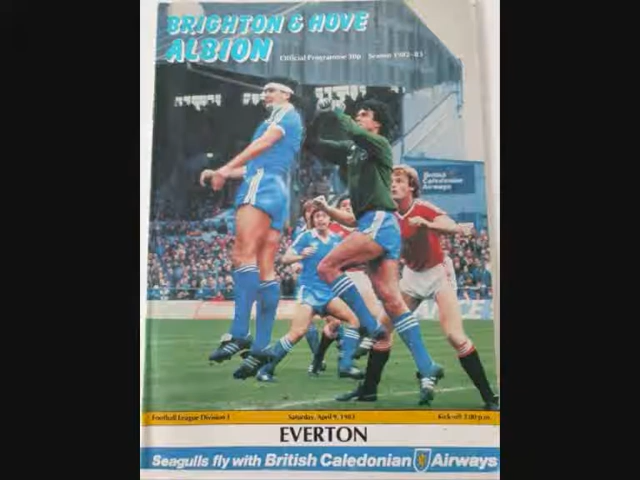 BRIGHTON & HOVE
ALBION
Official Programme 50p Season 1982-83
British
Caledonian
Airways
Football League Division 1 Saturday, April 9, 1983 Kick-off 3.00 p.m.
EVERTON
Seagulls fly with British Caledonian Airways